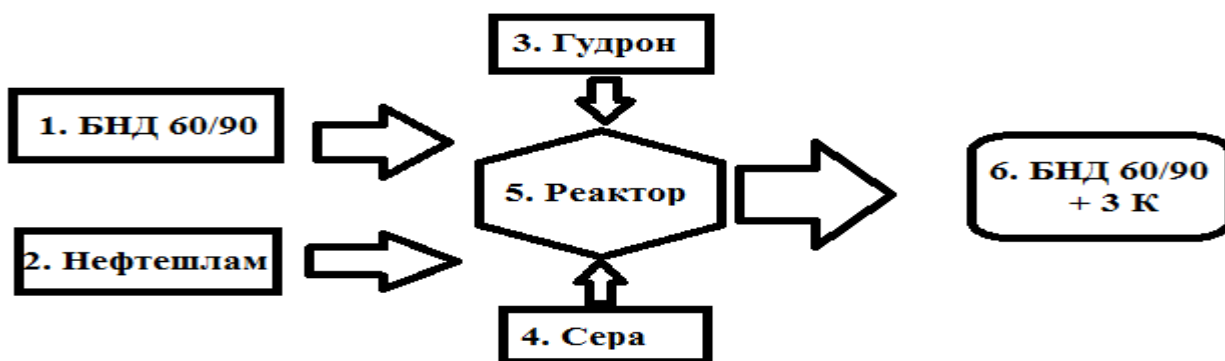 3. Гудрон
1. БНД 60/90
5. Реактор
6. БНД 60/90
+ 3 К
2. Нефтешлам
4. Сера